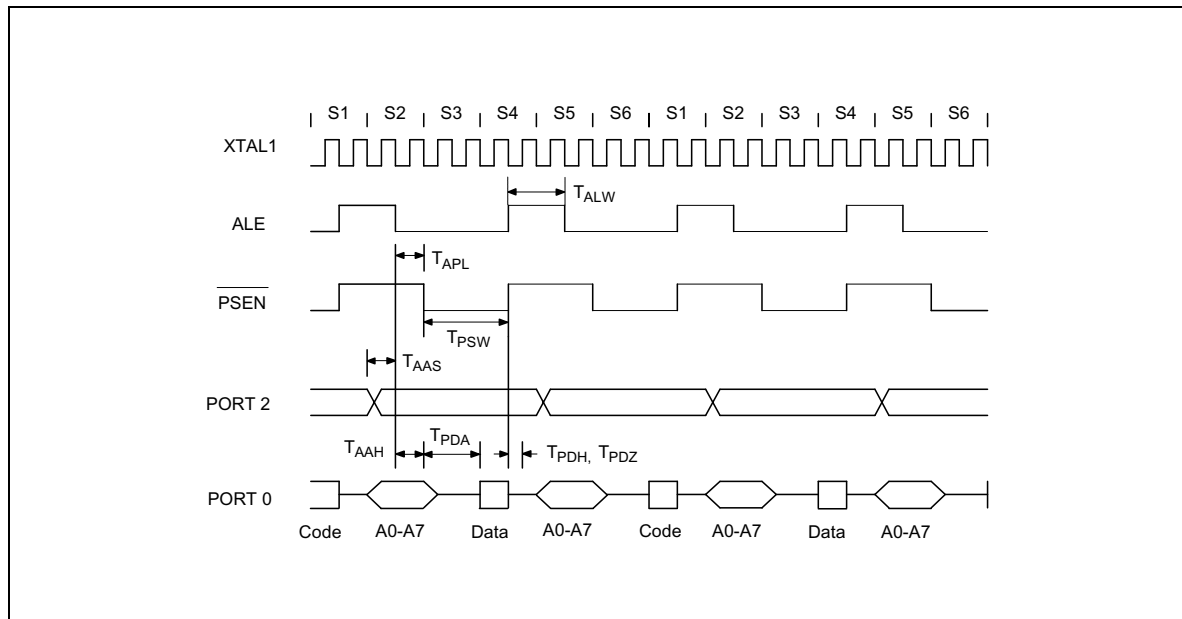 S1 S2 S3 S4 S5 S6 S1 S2 S3 S4 S5 S6
XTAL1
TALW
ALE
TAPL
PSEN
TPSW
TAAS
PORT 2
TAAH TPDA TPDH, TPDZ
PORT 0
Code A0-A7 Data A0-A7 Code A0-A7 Data A0-A7